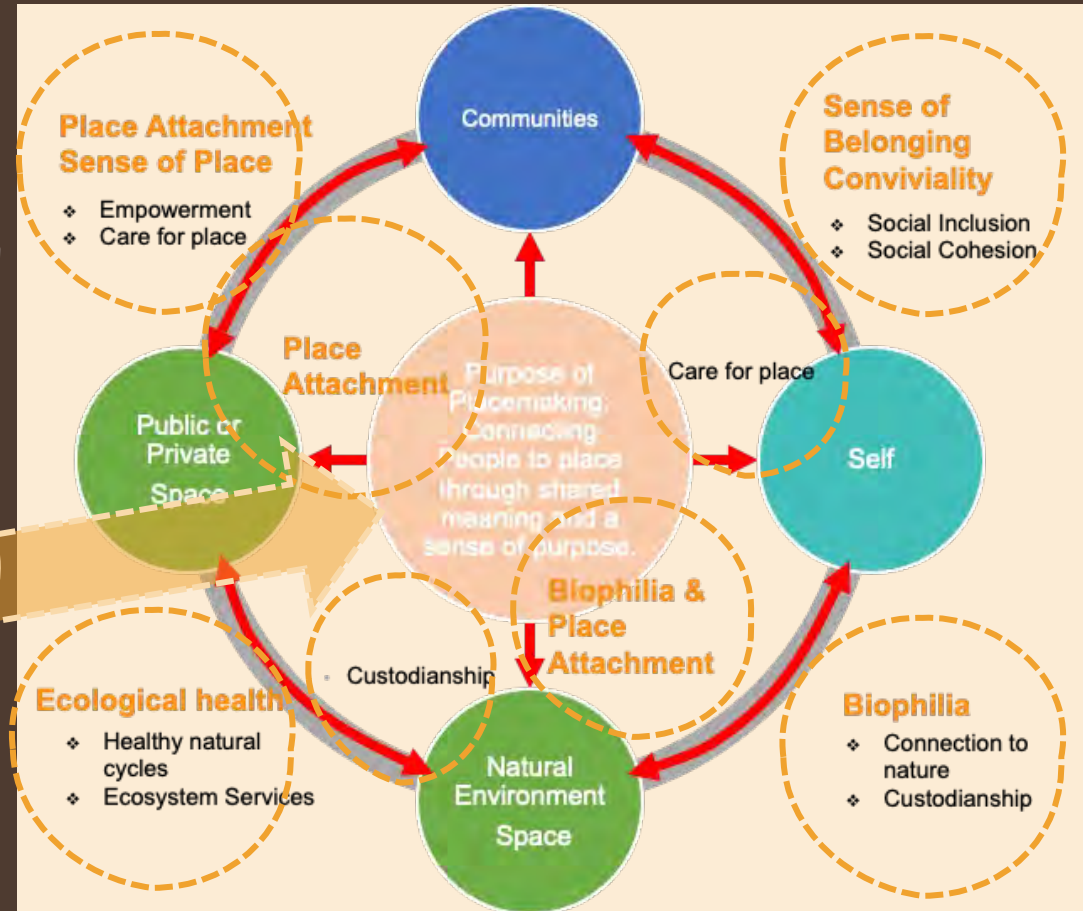 Communities
Place Attachment
Sense of Place
❖ Empowerment
❖ Care for place
Sense of
Belonging
Conviviality
❖ Social Inclusion
❖ Social Cohesion
Place
Attachment
Purpose of
Placemaking.
Connecting
People to place
through shared
meaning and a
sense of purpose.
Care for place
Public or
Private
Space
Self
Biophilia &
Place
Attachment
Custodianship
Ecological health
❖ Healthy natural
cycles
❖ Ecosystem Services
Natural
Environment
Space
Biophilia
❖ Connection to
nature
❖ Custodianship